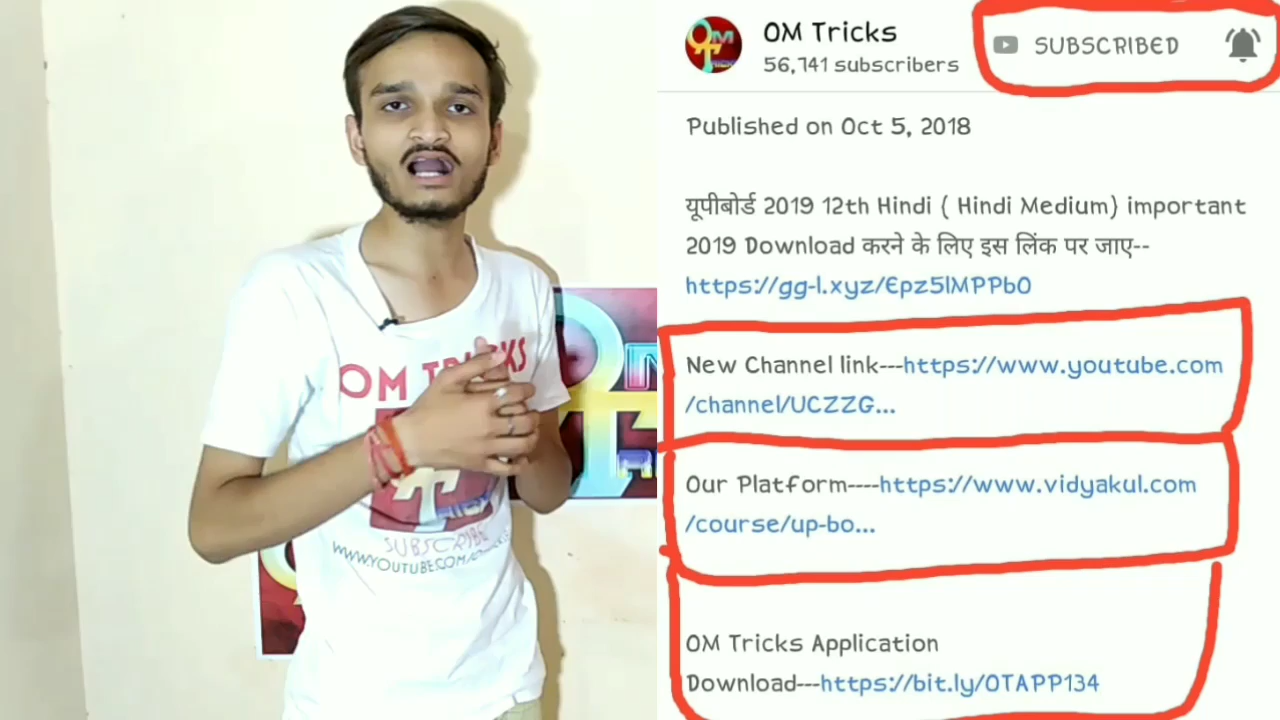 OM Tricks
56,741 subscribers
SUBSCRIBED
Published on Oct 5, 2018
यूपीबोर्ड 2019 12th Hindi ( Hindi Medium) important
2019 Download करने के लिए इस लिंक पर जाए--
https://gg-l.xyz/Epz5lMPPbO
New Channel link---https://www.youtube.com
/channel/UCZZG...
Our Platform----https://www.vidyakul.com
/course/up-bo...
OM Tricks Application
Download---https://bit.ly/OTAPP134
OM TRICKS
SUBSCRIBE